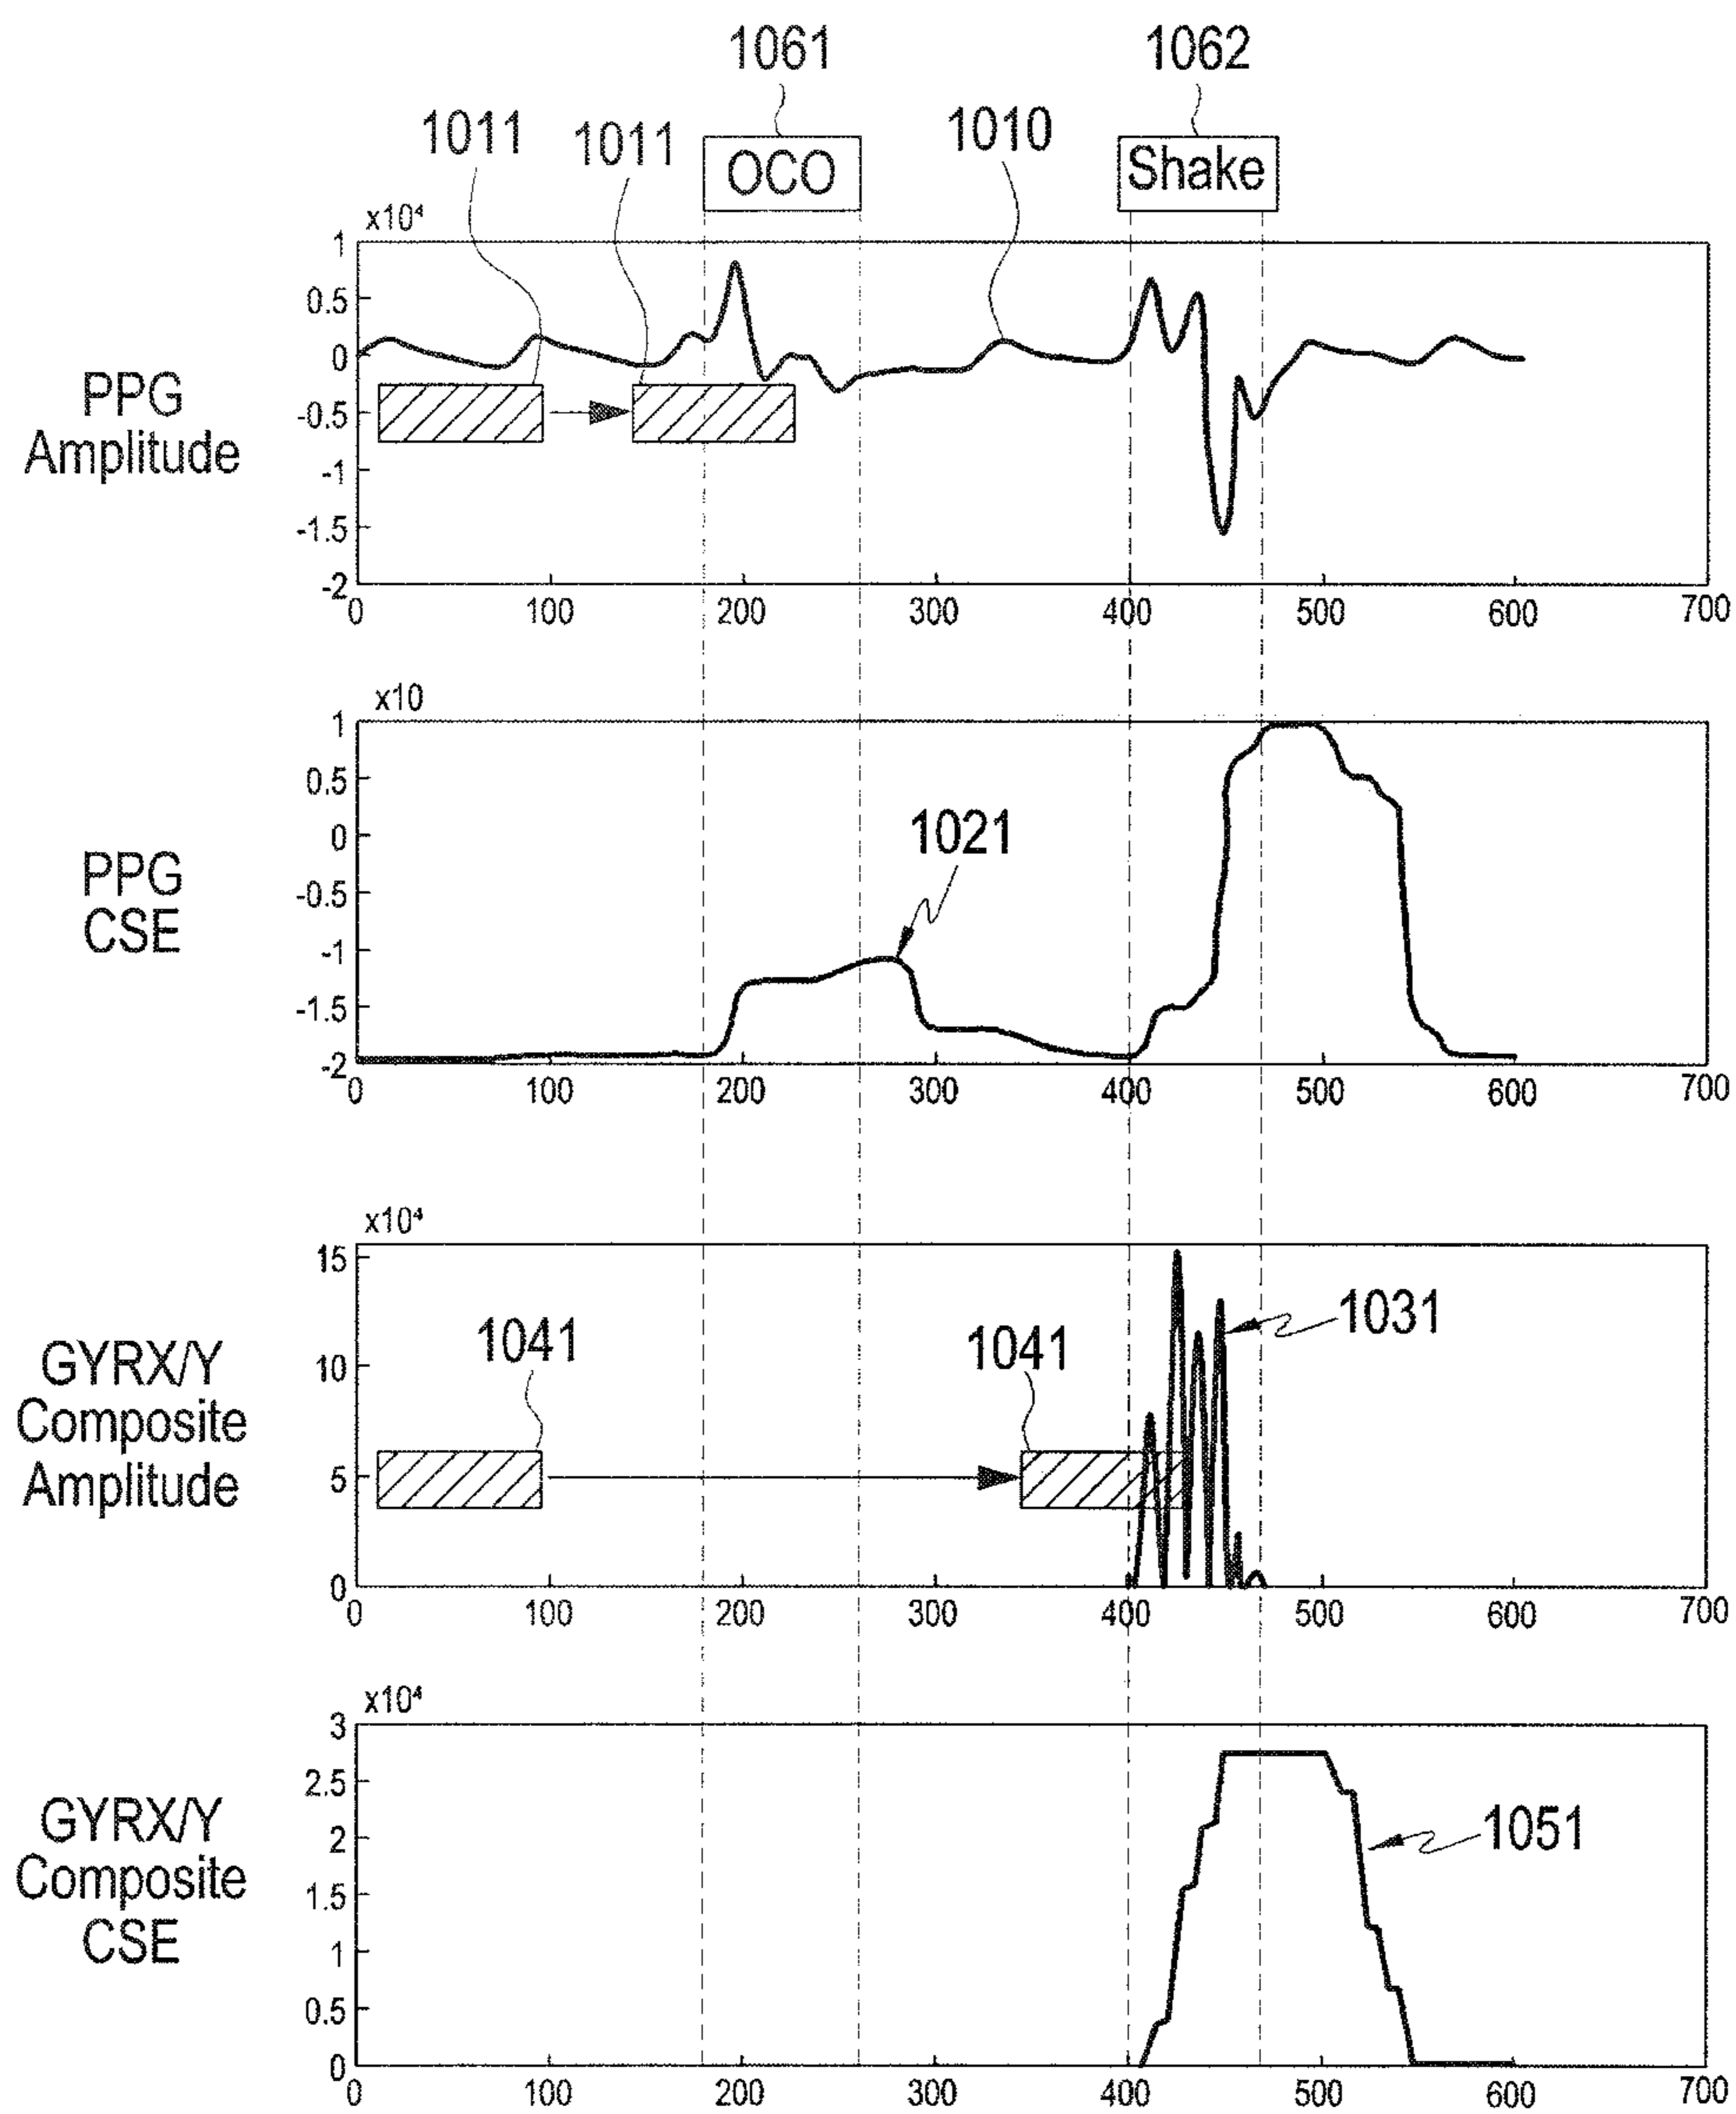 1061 1062
1011 1011 1010
OCO Shake
x10⁴
1
0.5
0
-0.5
-1
-1.5
-2
PPG
Amplitude
0 100 200 300 400 500 600 700
x10
1
0.5
0
-0.5
-1
-1.5
-2
PPG
CSE
1021
0 100 200 300 400 500 600 700
x10⁴
15
10
5
0
GYRX/Y
Composite
Amplitude
1041 1041 1031
0 100 200 300 400 500 600 700
x10⁴
3
2.5
2
1.5
1
0.5
0
GYRX/Y
Composite
CSE
1051
0 100 200 300 400 500 600 700